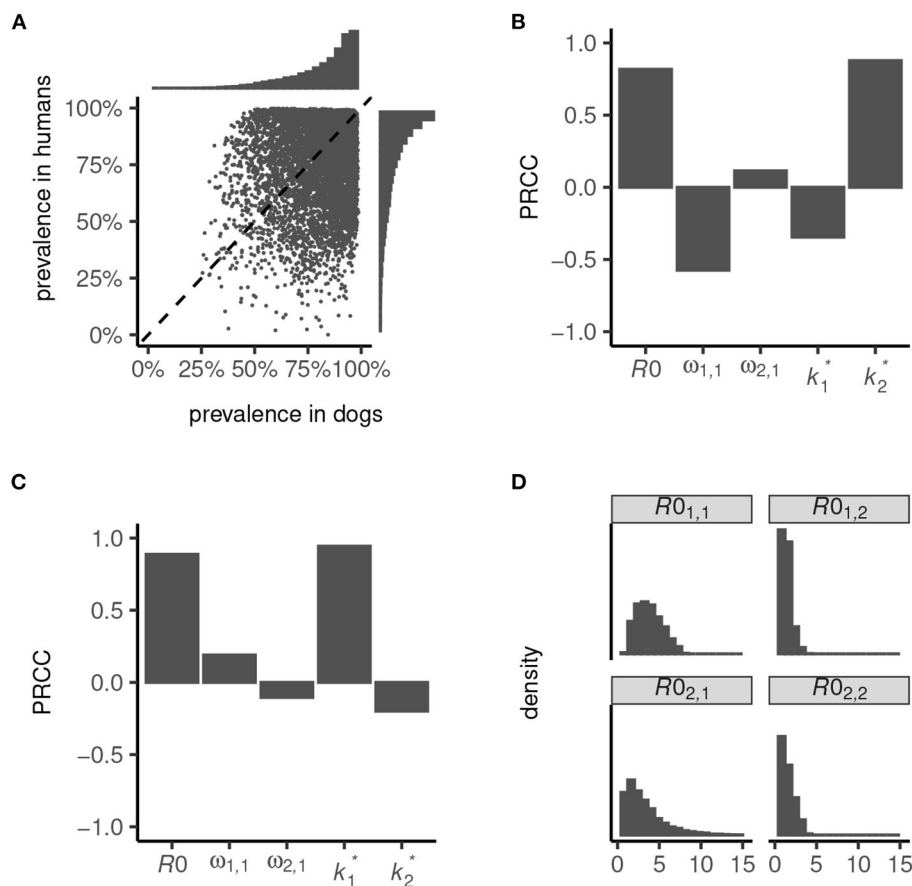 A
prevalence in humans
100%
75%
50%
25%
0%
0% 25% 50% 75% 100%
prevalence in dogs
B
PRCC
1.0
0.5
0.0
−0.5
−1.0
R0 ω1,1 ω2,1 k1* k2*
C
PRCC
1.0
0.5
0.0
−0.5
−1.0
R0 ω1,1 ω2,1 k1* k2*
D
density
R01,1 R01,2
R02,1 R02,2
0 5 10 15 0 5 10 15